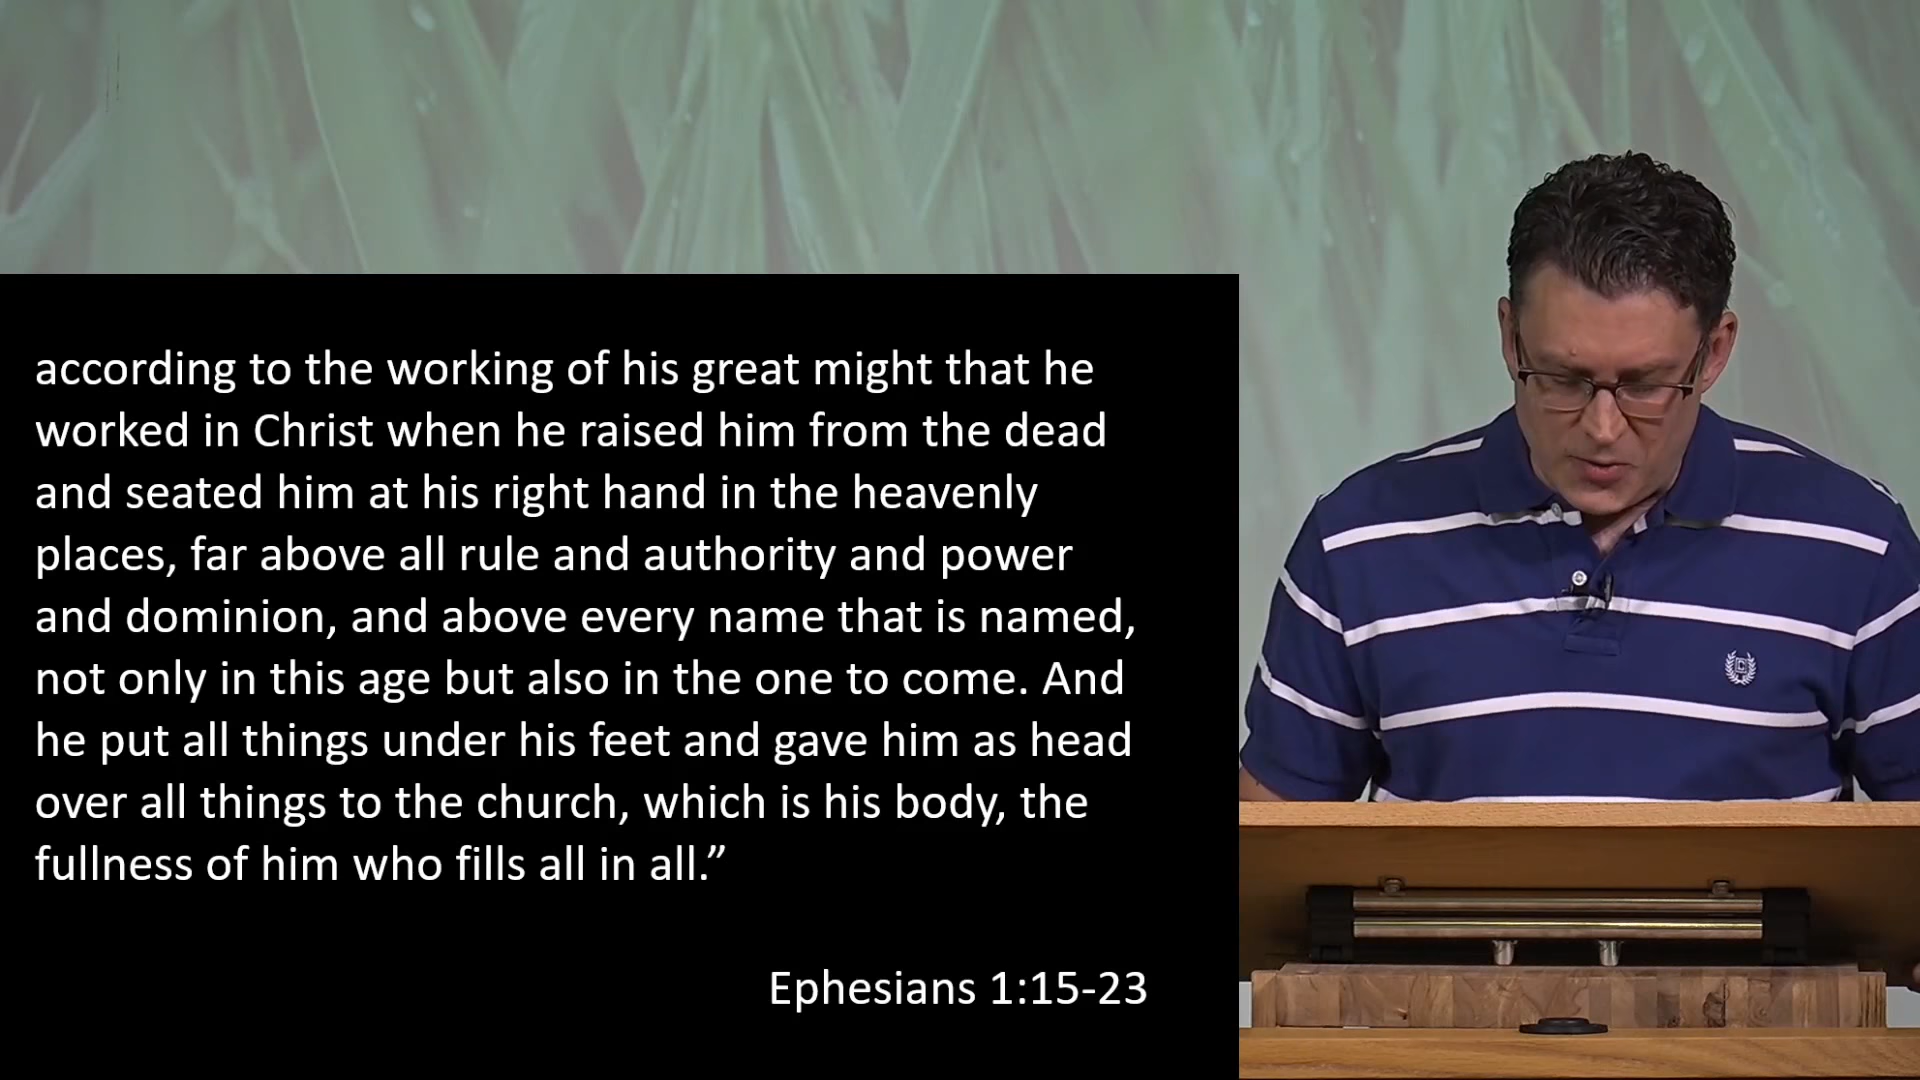 according to the working of his great might that he
worked in Christ when he raised him from the dead
and seated him at his right hand in the heavenly
places, far above all rule and authority and power
and dominion, and above every name that is named,
not only in this age but also in the one to come. And
he put all things under his feet and gave him as head
over all things to the church, which is his body, the
fullness of him who fills all in all.”
Ephesians 1:15-23